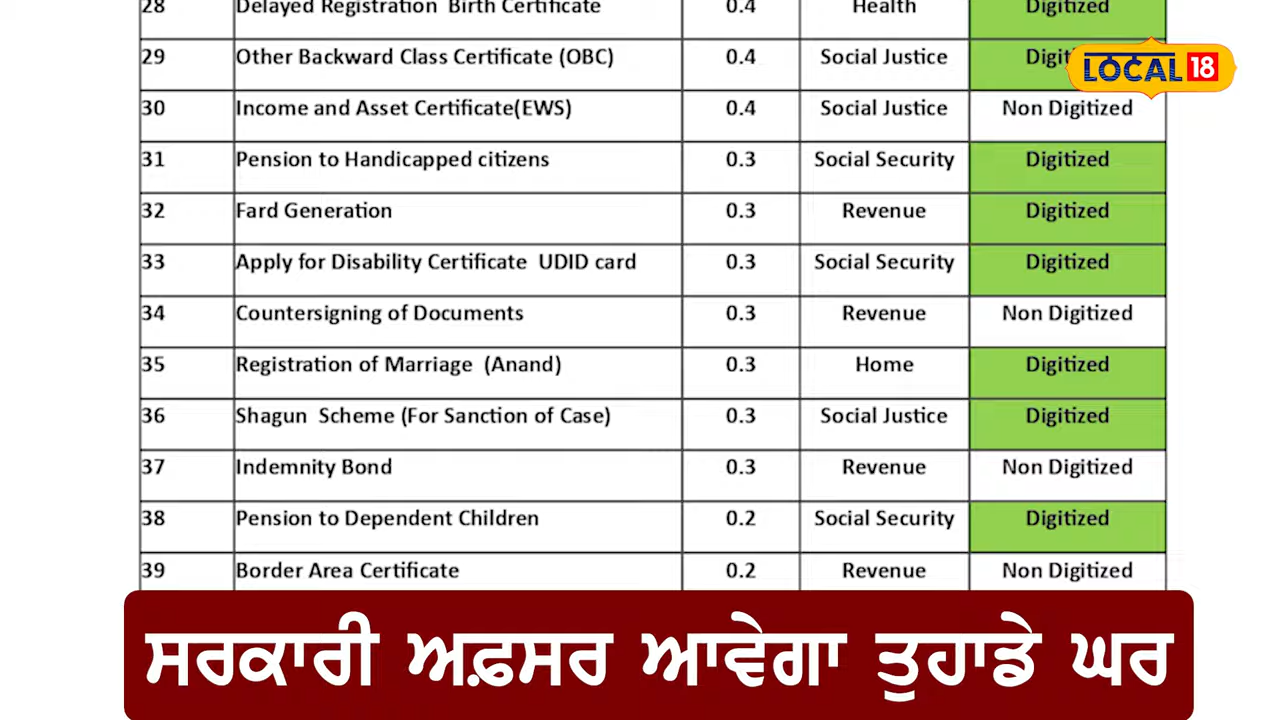 28 Delayed Registration Birth Certificate 0.4 Health Digitized
29 Other Backward Class Certificate (OBC) 0.4 Social Justice
LOCAL 18
30 Income and Asset Certificate(EWS) 0.4 Social Justice Non Digitized
31 Pension to Handicapped citizens 0.3 Social Security Digitized
32 Fard Generation 0.3 Revenue Digitized
33 Apply for Disability Certificate UDID card 0.3 Social Security Digitized
34 Countersigning of Documents 0.3 Revenue Non Digitized
35 Registration of Marriage (Anand) 0.3 Home Digitized
36 Shagun Scheme (For Sanction of Case) 0.3 Social Justice Digitized
37 Indemnity Bond 0.3 Revenue Non Digitized
38 Pension to Dependent Children 0.2 Social Security Digitized
39 Border Area Certificate 0.2 Revenue Non Digitized
ਸਰਕਾਰੀ ਅਫ਼ਸਰ ਆਵੇਗਾ ਤੁਹਾਡੇ ਘਰ